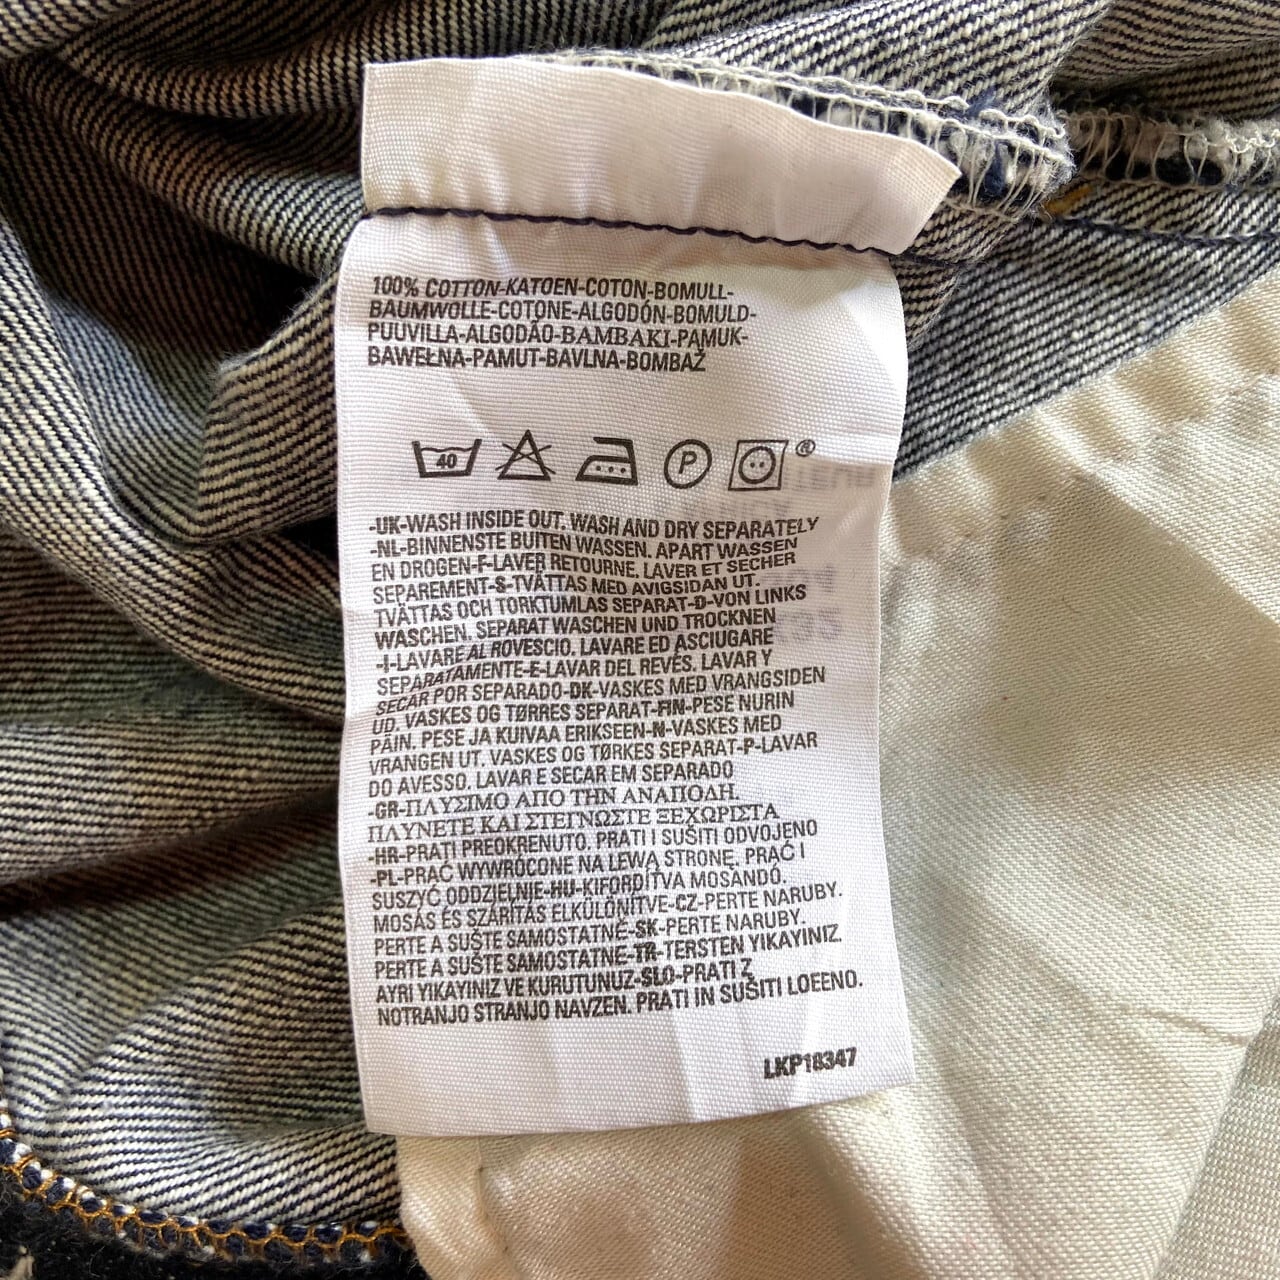 100% COTTON-KATOEN-COTON-BOMULL-
BAUMWOLLE-COTONE-ALGODÓN-BOMULD-
PUUVILLA-ALGODÃO-BAMBAKI-PAMUK-
BAWEŁNA-PAMUT-BAVLNA-BOMBAŽ
40 P ®
-UK-WASH INSIDE OUT. WASH AND DRY SEPARATELY
-NL-BINNENSTE BUITEN WASSEN. APART WASSEN
EN DROGEN-F-LAVER RETOURNE. LAVER ET SECHER
SEPAREMENT-S-TVÄTTAS MED AVIGSIDAN UT.
TVÄTTAS OCH TORKTUMLAS SEPARAT-D-VON LINKS
WASCHEN. SEPARAT WASCHEN UND TROCKNEN
-I-LAVARE AL ROVESCIO. LAVARE ED ASCIUGARE
SEPARATAMENTE-E-LAVAR DEL REVÉS. LAVAR Y
SECAR POR SEPARADO-DK-VASKES MED VRANGSIDEN
UD. VASKES OG TØRRES SEPARAT-FIN-PESE NURIN
PÄIN. PESE JA KUIVAA ERIKSEEN-N-VASKES MED
VRANGEN UT. VASKES OG TØRKES SEPARAT-P-LAVAR
DO AVESSO. LAVAR E SECAR EM SEPARADO
-GR-ΠΛΥΣΙΜΟ ΑΠΟ ΤΗΝ ΑΝΑΠΟΔΗ.
ΠΛΥΝΕΤΕ ΚΑΙ ΣΤΕΓΝΩΣΤΕ ΞΕΧΩΡΙΣΤΑ
-HR-PRATI PREOKRENUTO. PRATI I SUŠITI ODVOJENO
-PL-PRAĆ WYWRÓCONE NA LEWĄ STRONĘ. PRAĆ I
SUSZYĆ ODDZIELNIE-HU-KIFORDÍTVA MOSANDÓ.
MOSÁS ÉS SZÁRÍTÁS ELKÜLÖNÍTVE-CZ-PERTE NARUBY.
PERTE A SUŠTE SAMOSTATNĚ-SK-PERTE NARUBY.
PERTE A SUŠTE SAMOSTATNE-TR-TERSTEN YIKAYINIZ.
AYRI YIKAYINIZ VE KURUTUNUZ-SLO-PRATI Z
NOTRANJO STRANJO NAVZEN. PRATI IN SUŠITI LOEENO.
LKP18347